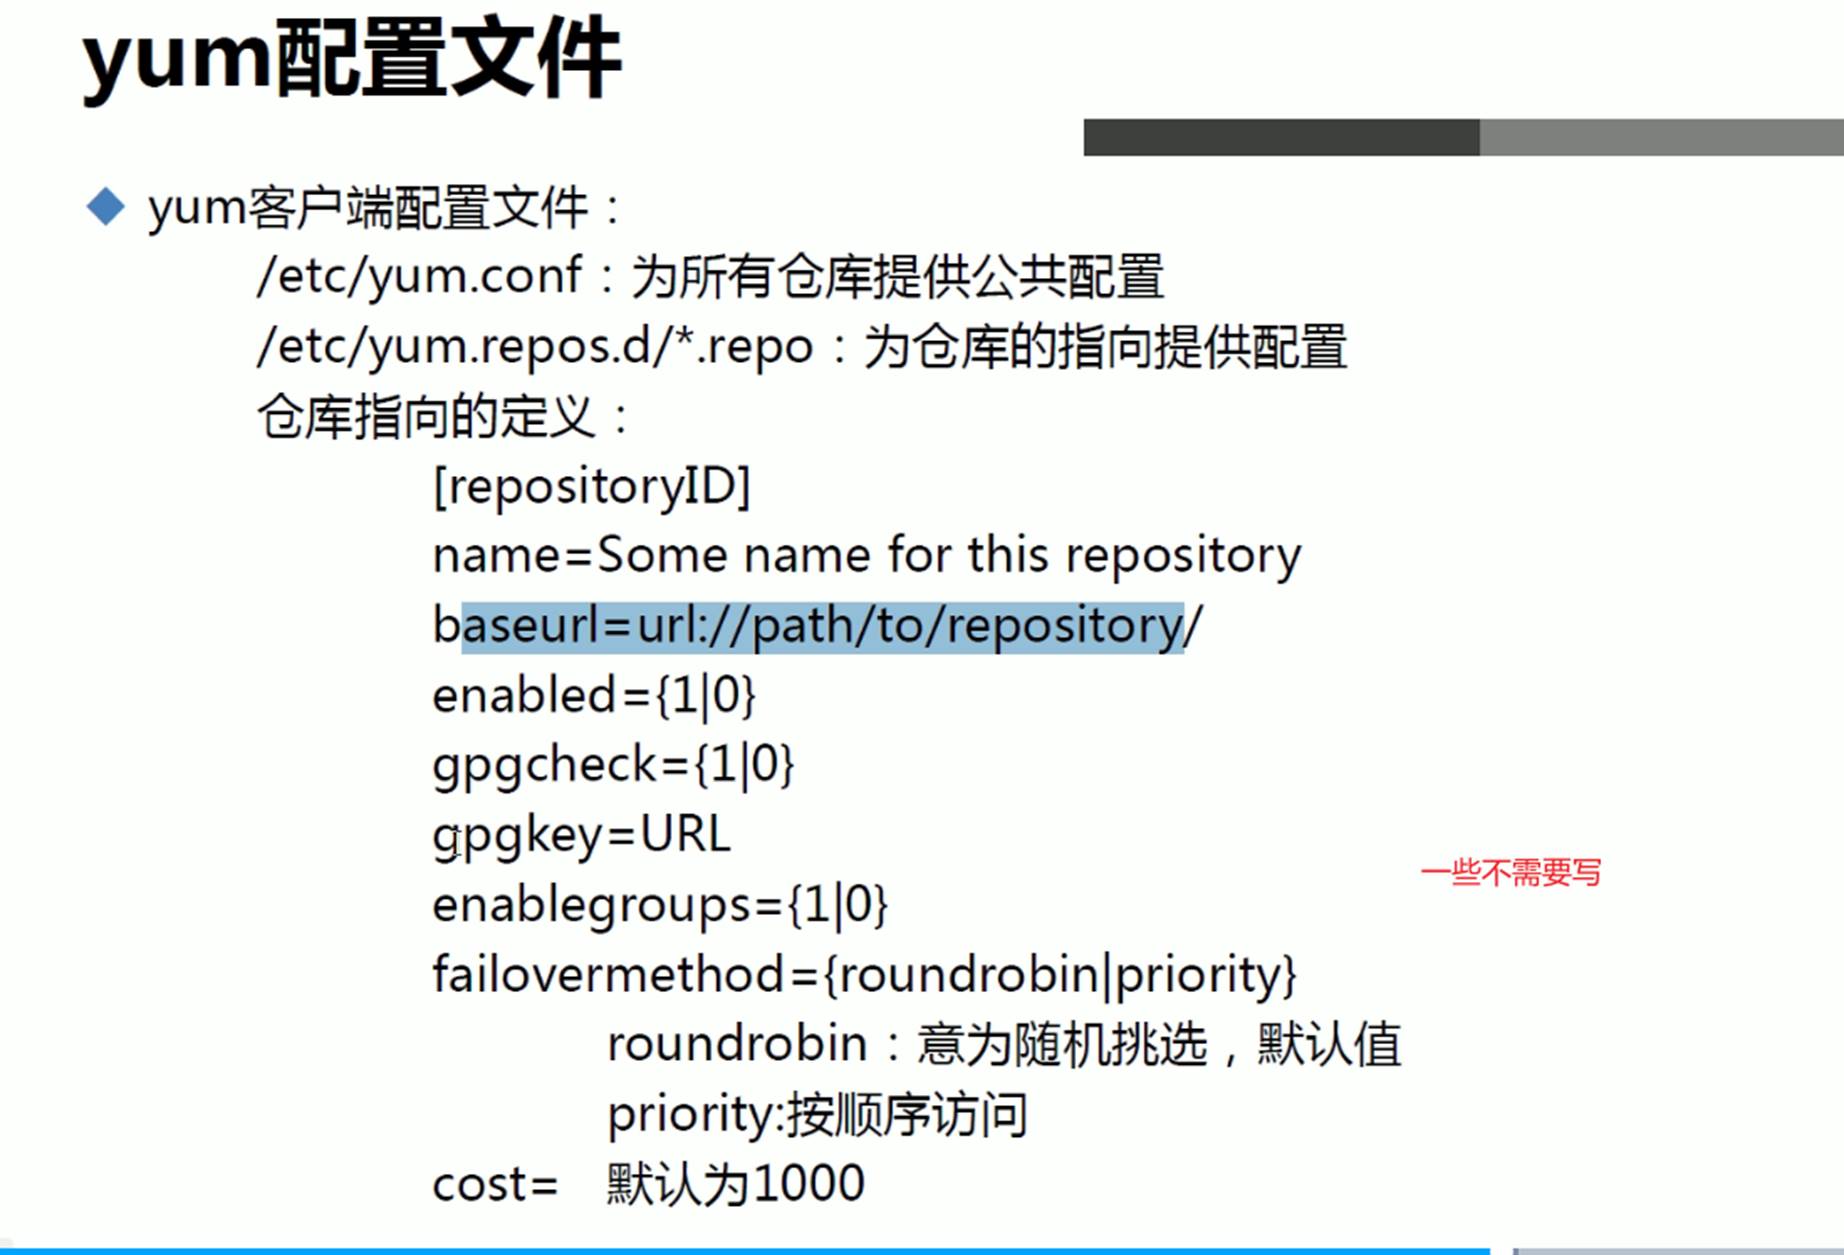 yum配置文件
yum客户端配置文件：
/etc/yum.conf：为所有仓库提供公共配置
/etc/yum.repos.d/*.repo：为仓库的指向提供配置
仓库指向的定义：
[repositoryID]
name=Some name for this repository
baseurl=url://path/to/repository/
enabled={1|0}
gpgcheck={1|0}
gpgkey=URL
一些不需要写
enablegroups={1|0}
failovermethod={roundrobin|priority}
roundrobin：意为随机挑选，默认值
priority:按顺序访问
cost= 默认为1000